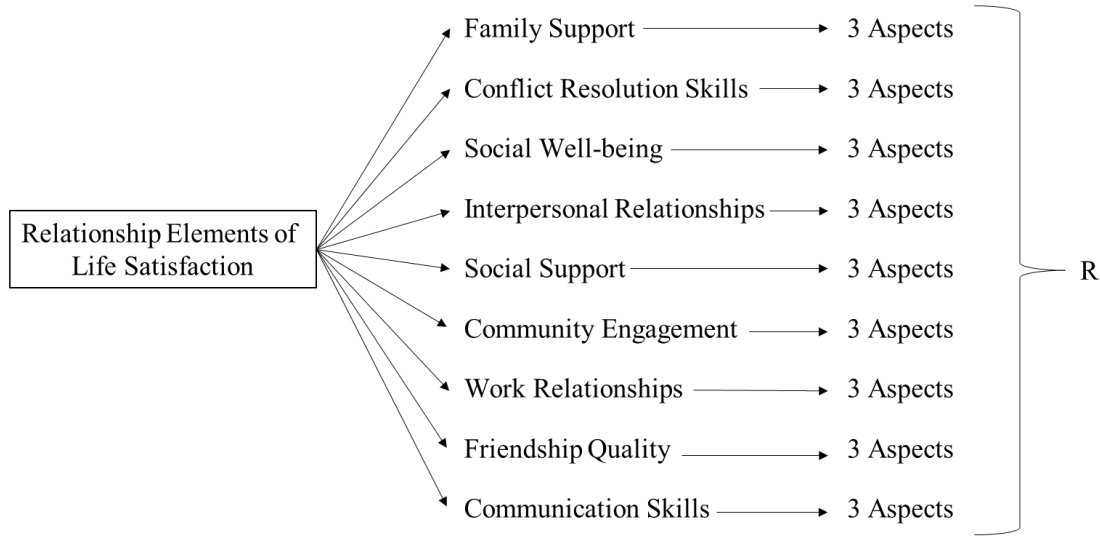 Family Support 3 Aspects
Conflict Resolution Skills 3 Aspects
Social Well-being 3 Aspects
Interpersonal Relationships 3 Aspects
Relationship Elements of
Life Satisfaction
Social Support 3 Aspects
R
Community Engagement 3 Aspects
Work Relationships 3 Aspects
Friendship Quality 3 Aspects
Communication Skills 3 Aspects